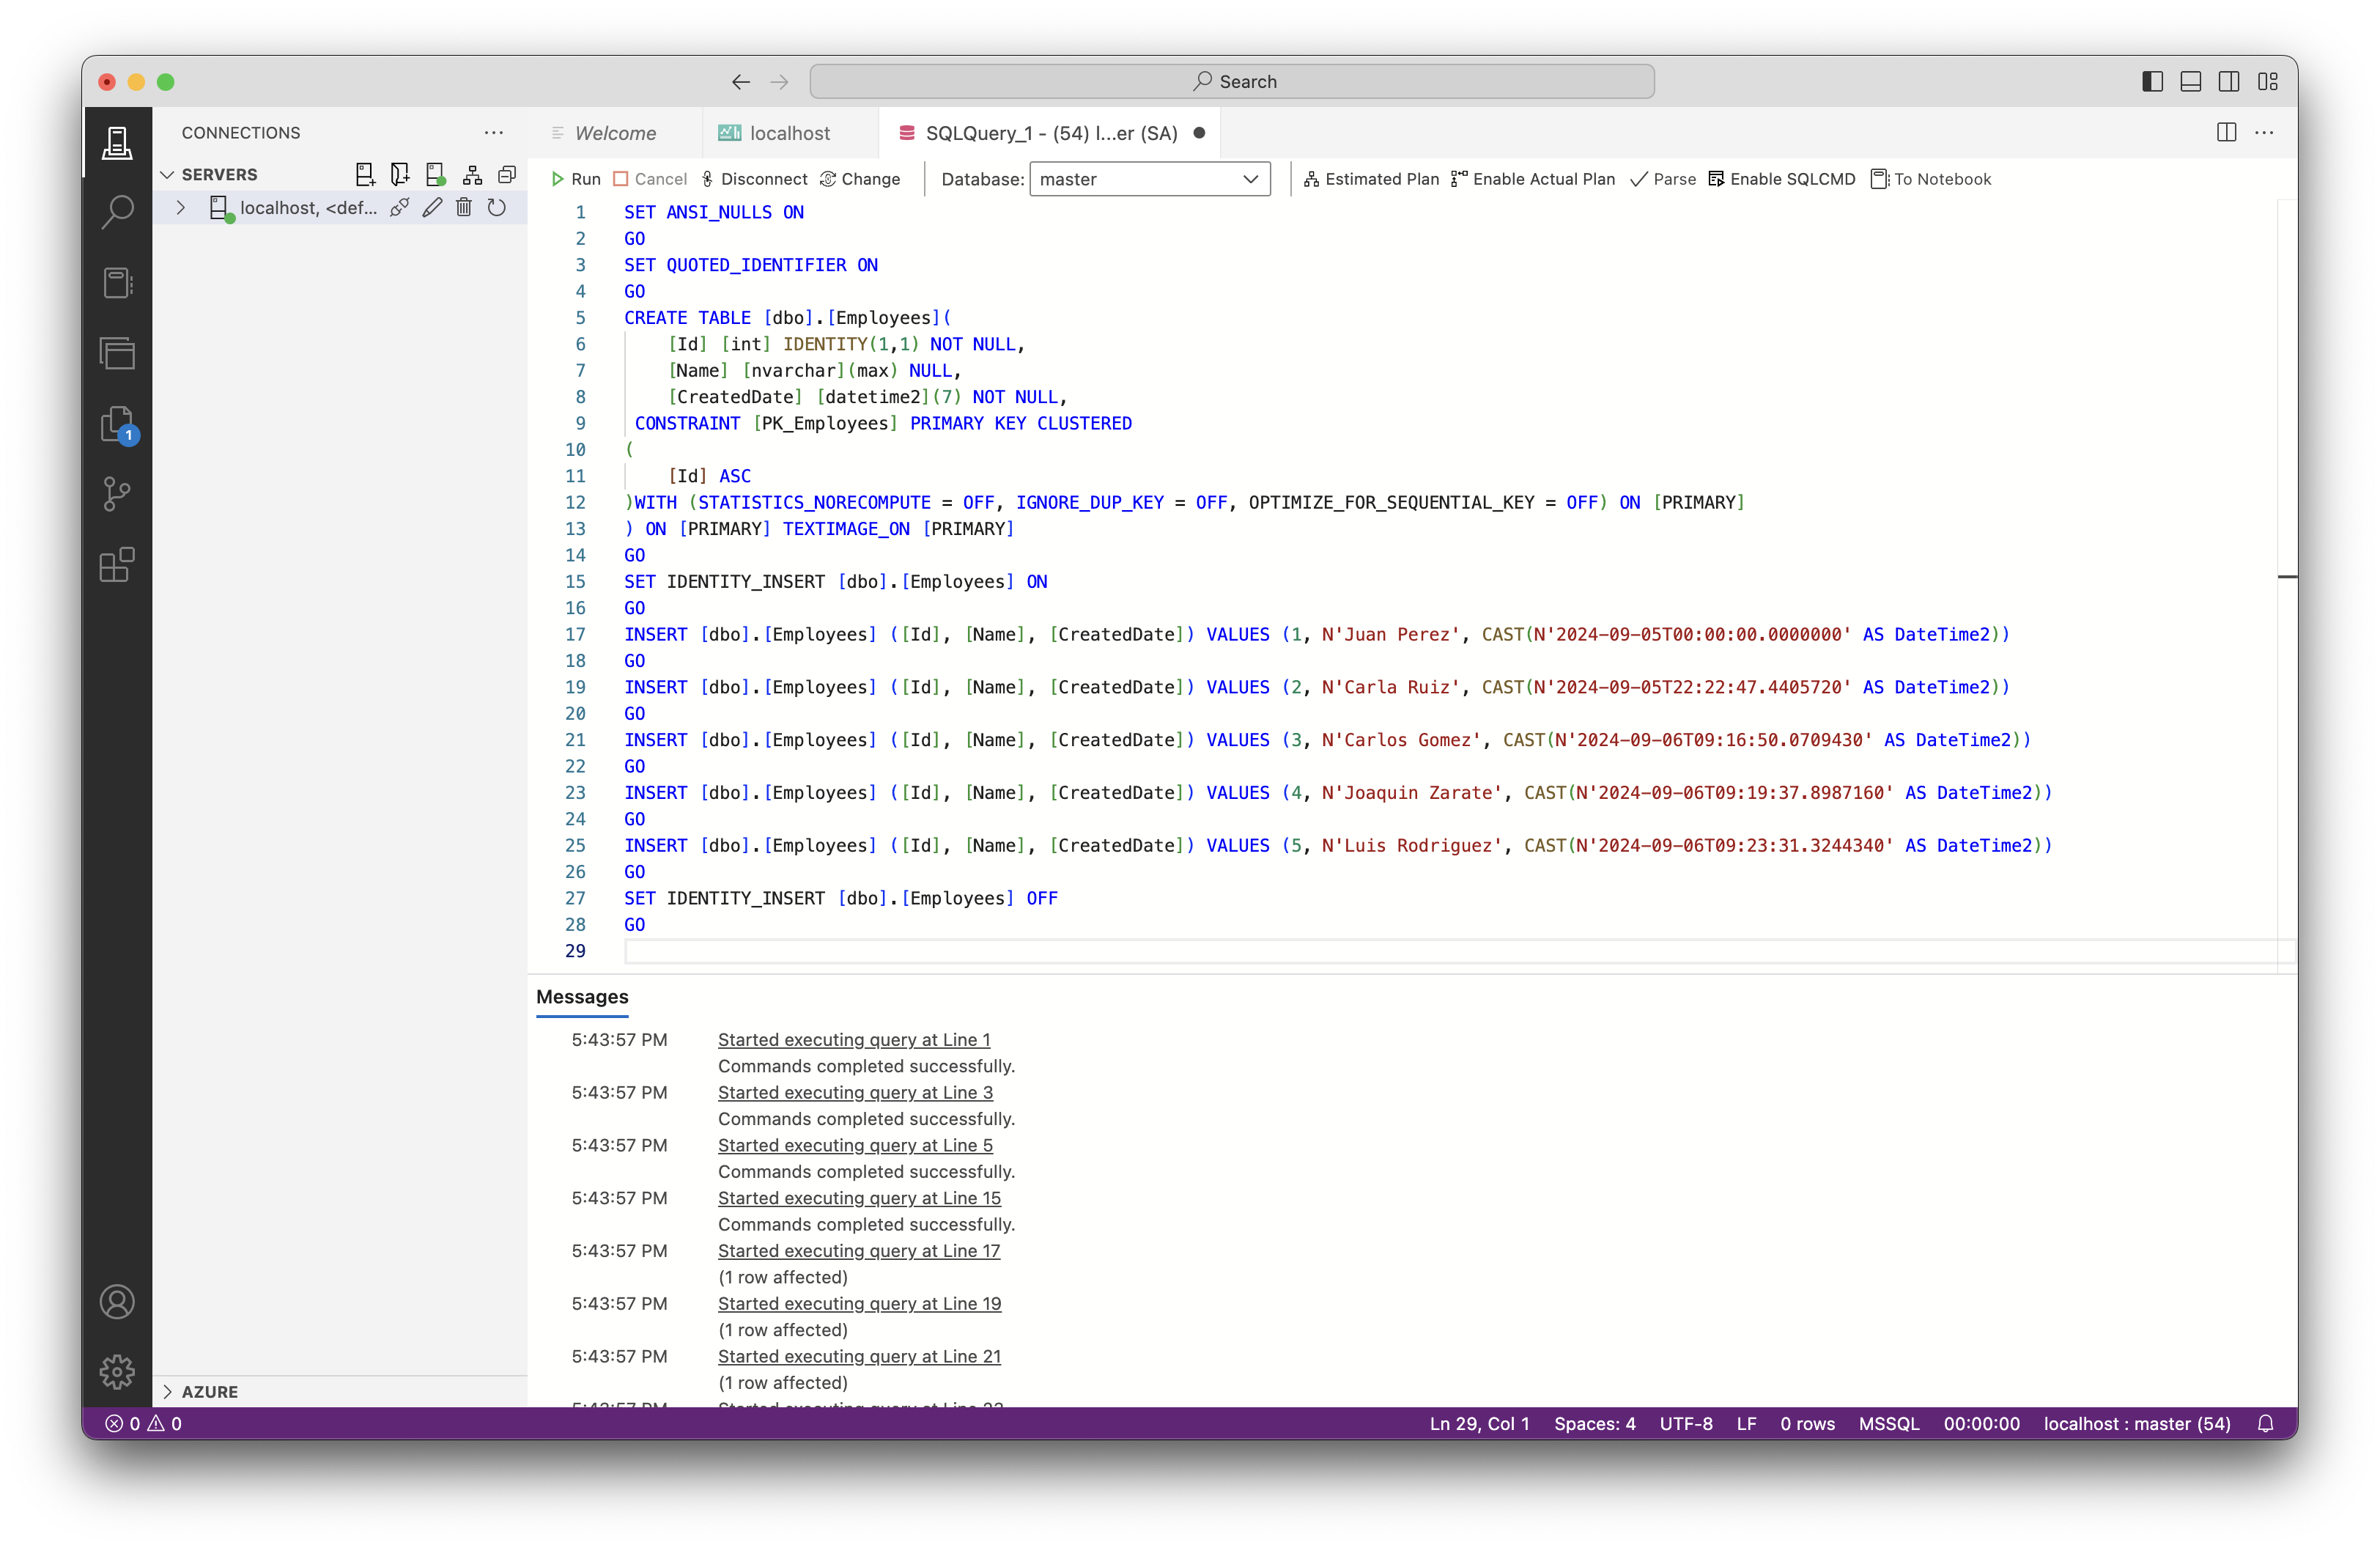 Search
CONNECTIONS
SERVERS
localhost, <def...
1
AZURE
Welcome
localhost
SQLQuery_1 - (54) l...er (SA)
Run Cancel Disconnect Change Database: master Estimated Plan Enable Actual Plan Parse Enable SQLCMD To Notebook
1 SET ANSI_NULLS ON
2 GO
3 SET QUOTED_IDENTIFIER ON
4 GO
5 CREATE TABLE [dbo].[Employees](
6 [Id] [int] IDENTITY(1,1) NOT NULL,
7 [Name] [nvarchar](max) NULL,
8 [CreatedDate] [datetime2](7) NOT NULL,
9 CONSTRAINT [PK_Employees] PRIMARY KEY CLUSTERED
10 (
11 [Id] ASC
12 )WITH (STATISTICS_NORECOMPUTE = OFF, IGNORE_DUP_KEY = OFF, OPTIMIZE_FOR_SEQUENTIAL_KEY = OFF) ON [PRIMARY]
13 ) ON [PRIMARY] TEXTIMAGE_ON [PRIMARY]
14 GO
15 SET IDENTITY_INSERT [dbo].[Employees] ON
16 GO
17 INSERT [dbo].[Employees] ([Id], [Name], [CreatedDate]) VALUES (1, N'Juan Perez', CAST(N'2024-09-05T00:00:00.0000000' AS DateTime2))
18 GO
19 INSERT [dbo].[Employees] ([Id], [Name], [CreatedDate]) VALUES (2, N'Carla Ruiz', CAST(N'2024-09-05T22:22:47.4405720' AS DateTime2))
20 GO
21 INSERT [dbo].[Employees] ([Id], [Name], [CreatedDate]) VALUES (3, N'Carlos Gomez', CAST(N'2024-09-06T09:16:50.0709430' AS DateTime2))
22 GO
23 INSERT [dbo].[Employees] ([Id], [Name], [CreatedDate]) VALUES (4, N'Joaquin Zarate', CAST(N'2024-09-06T09:19:37.8987160' AS DateTime2))
24 GO
25 INSERT [dbo].[Employees] ([Id], [Name], [CreatedDate]) VALUES (5, N'Luis Rodriguez', CAST(N'2024-09-06T09:23:31.3244340' AS DateTime2))
26 GO
27 SET IDENTITY_INSERT [dbo].[Employees] OFF
28 GO
29
Messages
5:43:57 PM Started executing query at Line 1
Commands completed successfully.
5:43:57 PM Started executing query at Line 3
Commands completed successfully.
5:43:57 PM Started executing query at Line 5
Commands completed successfully.
5:43:57 PM Started executing query at Line 15
Commands completed successfully.
5:43:57 PM Started executing query at Line 17
(1 row affected)
5:43:57 PM Started executing query at Line 19
(1 row affected)
5:43:57 PM Started executing query at Line 21
(1 row affected)
5:43:57 PM Started executing query at Line 23
0 0 Ln 29, Col 1 Spaces: 4 UTF-8 LF 0 rows MSSQL 00:00:00 localhost : master (54)